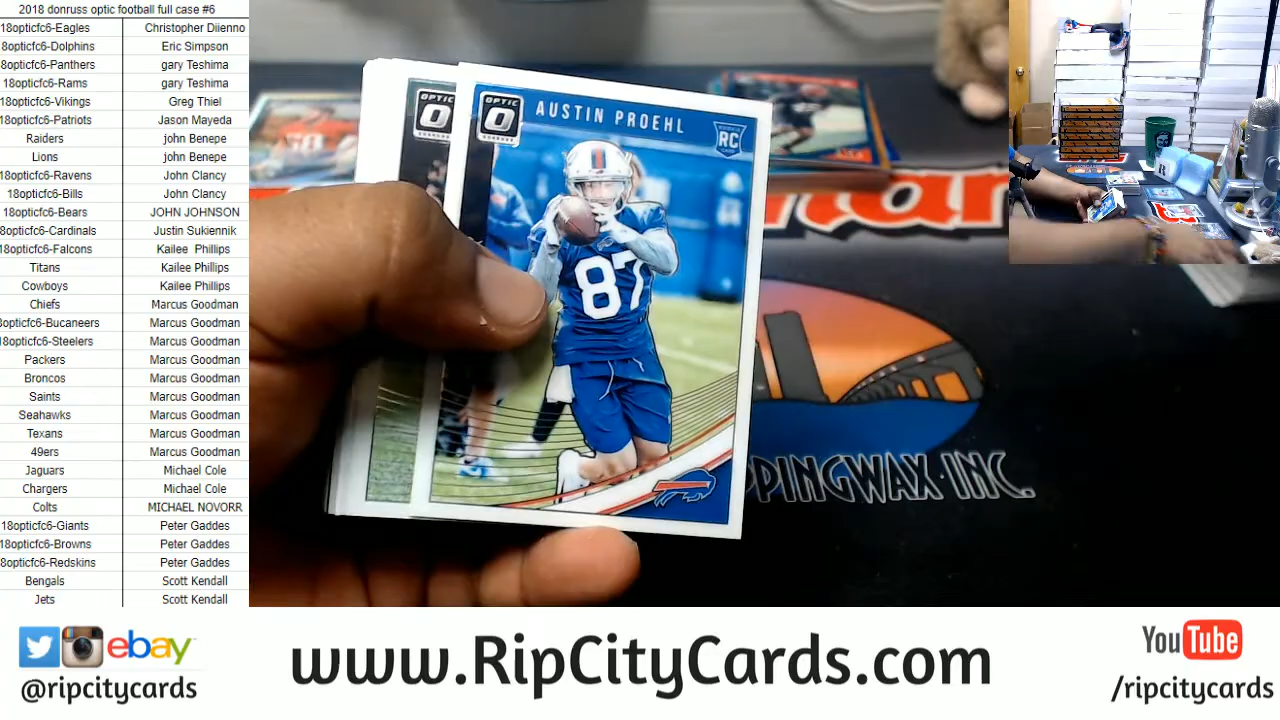 2018 donruss optic football full case #6
18opticfc6-Eagles Christopher Diienno
8opticfc6-Dolphins Eric Simpson
8opticfc6-Panthers gary Teshima
18opticfc6-Rams gary Teshima
18opticfc6-Vikings Greg Thiel
18opticfc6-Patriots Jason Mayeda
Raiders john Benepe
Lions john Benepe
18opticfc6-Ravens John Clancy
18opticfc6-Bills John Clancy
18opticfc6-Bears JOHN JOHNSON
8opticfc6-Cardinals Justin Sukiennik
18opticfc6-Falcons Kailee Phillips
Titans Kailee Phillips
Cowboys Kailee Phillips
Chiefs Marcus Goodman
8opticfc6-Bucaneers Marcus Goodman
18opticfc6-Steelers Marcus Goodman
Packers Marcus Goodman
Broncos Marcus Goodman
Saints Marcus Goodman
Seahawks Marcus Goodman
Texans Marcus Goodman
49ers Marcus Goodman
Jaguars Michael Cole
Chargers Michael Cole
Colts MICHAEL NOVORR
18opticfc6-Giants Peter Gaddes
18opticfc6-Browns Peter Gaddes
8opticfc6-Redskins Peter Gaddes
Bengals Scott Kendall
Jets Scott Kendall
OPTIC
OPTIC
AUSTIN PROEHL
RC
87
PPINGWAX INC.
ebay
@ripcitycards
www.RipCityCards.com
YouTube
/ripcitycards